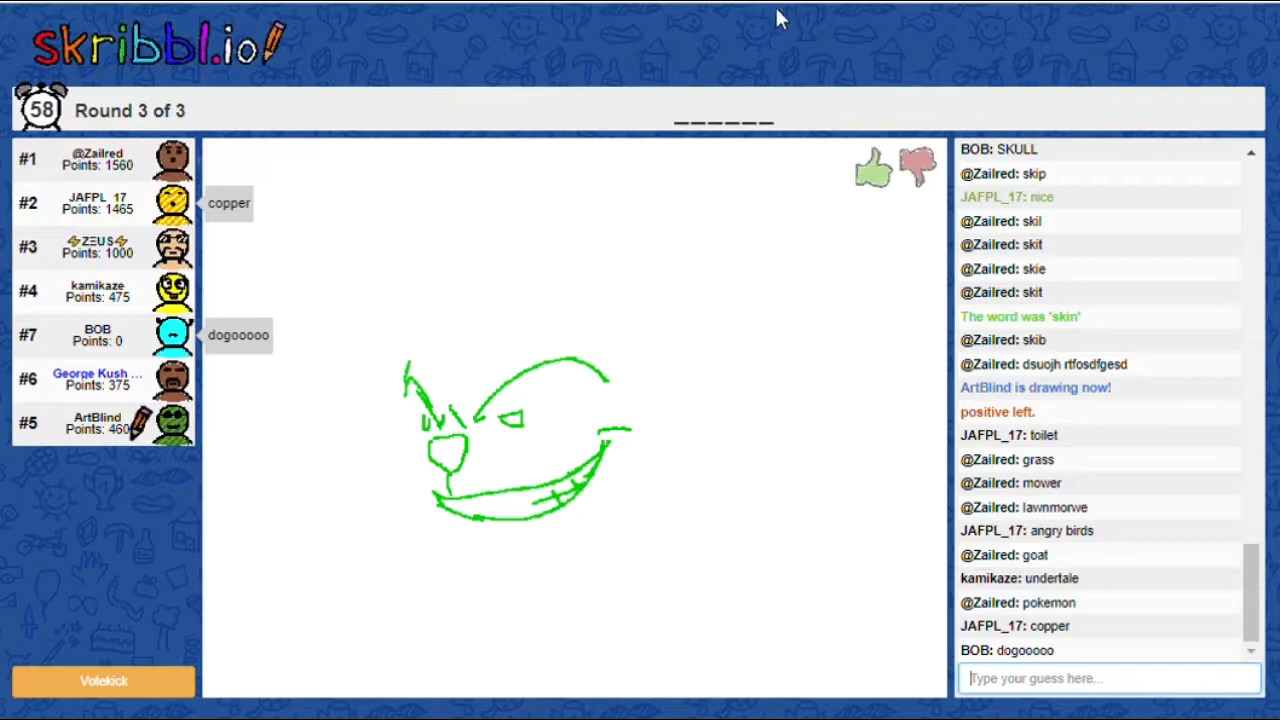 skribbl.io
58
Round 3 of 3
______
#1
@Zailred
Points: 1560
#2
JAFPL_17
Points: 1465
copper
#3
⚡ZΞUS⚡
Points: 1000
#4
kamikaze
Points: 475
#7
BOB
Points: 0
dogooooo
#6
George Kush ...
Points: 375
#5
ArtBlind
Points: 460
Votekick
BOB: SKULL
@Zailred: skip
JAFPL_17: nice
@Zailred: skil
@Zailred: skit
@Zailred: skie
@Zailred: skit
The word was 'skin'
@Zailred: skib
@Zailred: dsuojh rtfosdfgesd
ArtBlind is drawing now!
positive left.
JAFPL_17: toilet
@Zailred: grass
@Zailred: mower
@Zailred: lawnmorwe
JAFPL_17: angry birds
@Zailred: goat
kamikaze: undertale
@Zailred: pokemon
JAFPL_17: copper
BOB: dogooooo
Type your guess here...